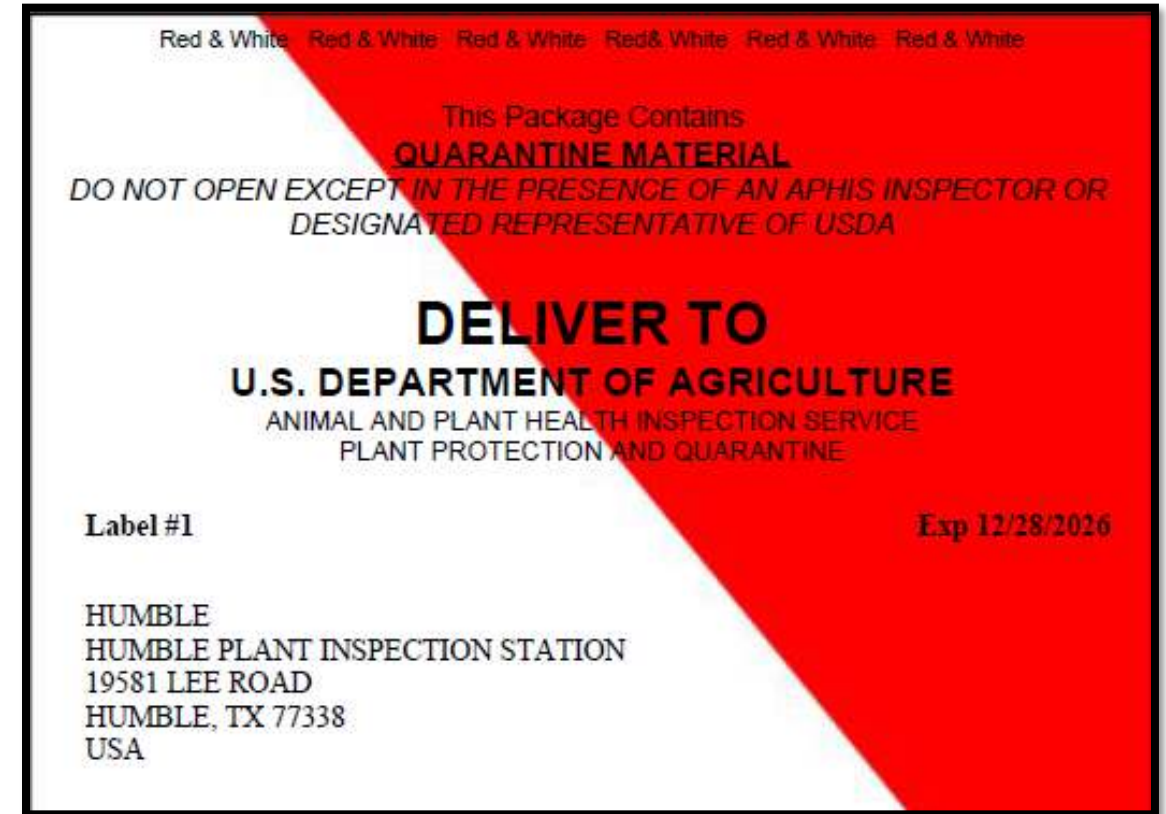 Red & White Red & White Red & White Red& White Red & White Red & White
This Package Contains
QUARANTINE MATERIAL
DO NOT OPEN EXCEPT IN THE PRESENCE OF AN APHIS INSPECTOR OR
DESIGNATED REPRESENTATIVE OF USDA
DELIVER TO
U.S. DEPARTMENT OF AGRICULTURE
ANIMAL AND PLANT HEALTH INSPECTION SERVICE
PLANT PROTECTION AND QUARANTINE
Label #1 Exp 12/28/2026
HUMBLE
HUMBLE PLANT INSPECTION STATION
19581 LEE ROAD
HUMBLE, TX 77338
USA